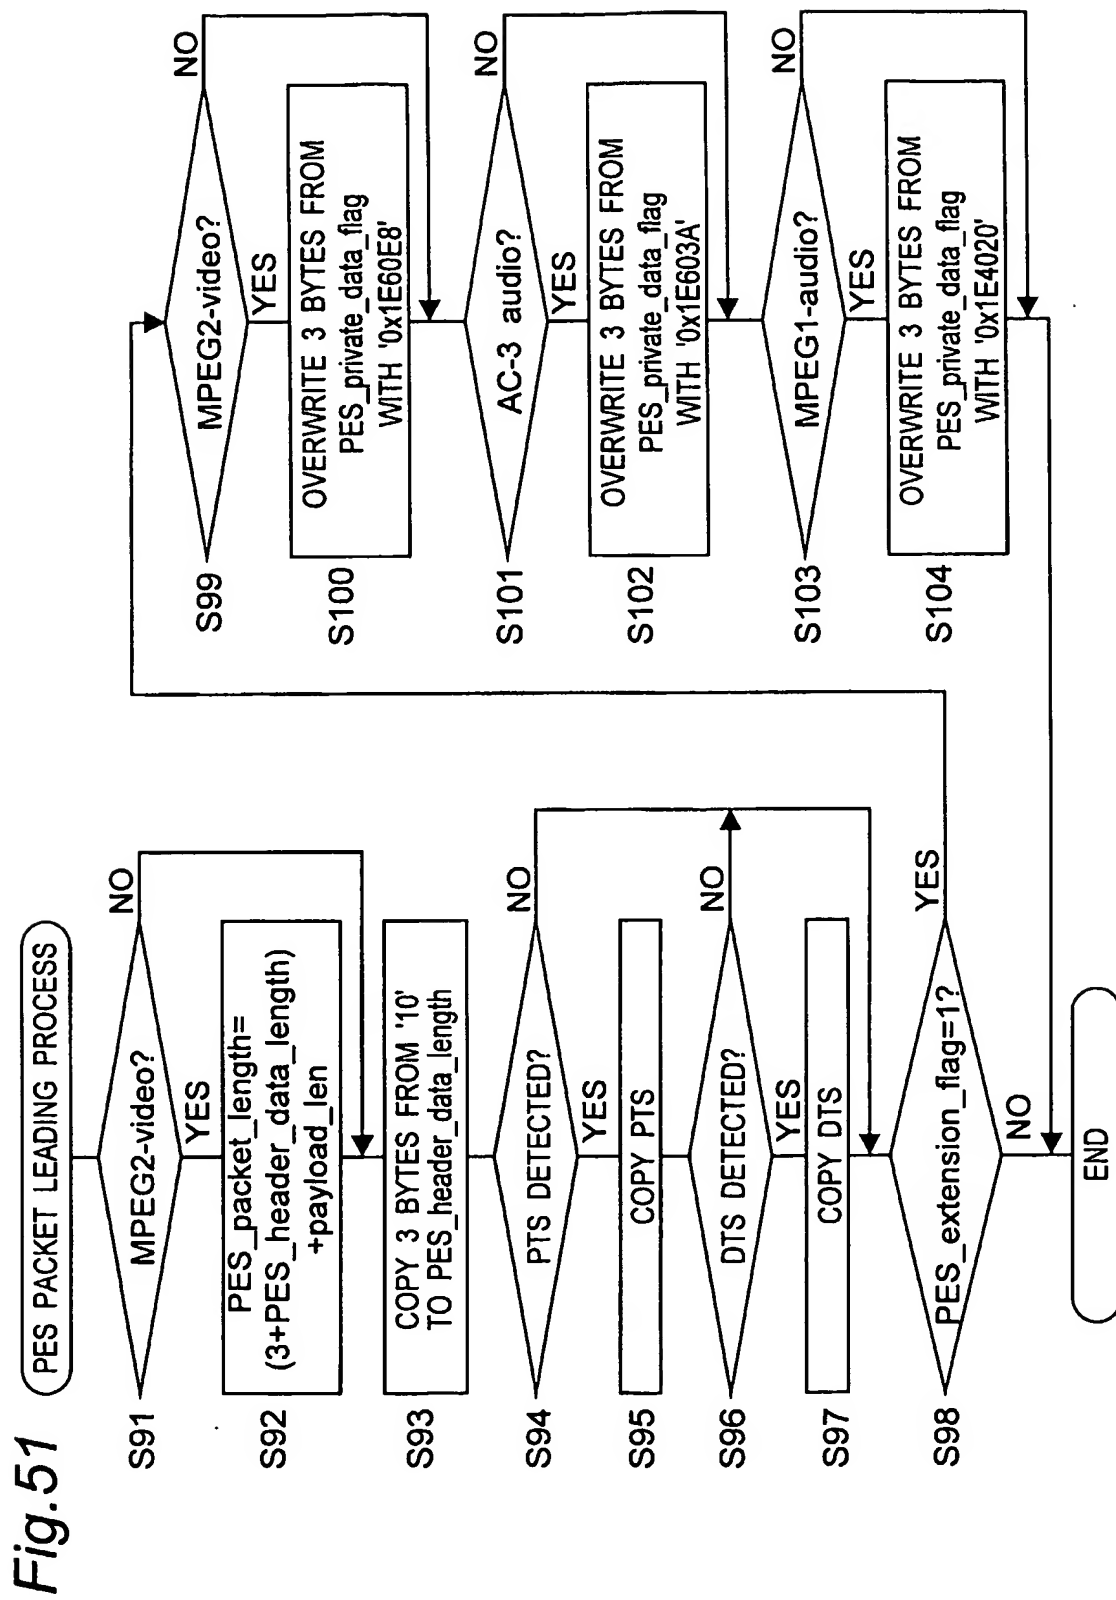 Fig.51
PES PACKET LEADING PROCESS
S91
MPEG2-video?
NO
YES
S92
PES_packet_length=
(3+PES_header_data_length)
+payload_len
S93
COPY 3 BYTES FROM '10'
TO PES_header_data_length
S94
PTS DETECTED?
NO
YES
S95
COPY PTS
S96
DTS DETECTED?
NO
YES
S97
COPY DTS
S98
PES_extension_flag=1?
YES
NO
END
S99
MPEG2-video?
NO
YES
S100
OVERWRITE 3 BYTES FROM
PES_private_data_flag
WITH '0x1E60E8'
S101
AC-3 audio?
NO
YES
S102
OVERWRITE 3 BYTES FROM
PES_private_data_flag
WITH '0x1E603A'
S103
MPEG1-audio?
NO
YES
S104
OVERWRITE 3 BYTES FROM
PES_private_data_flag
WITH '0x1E4020'